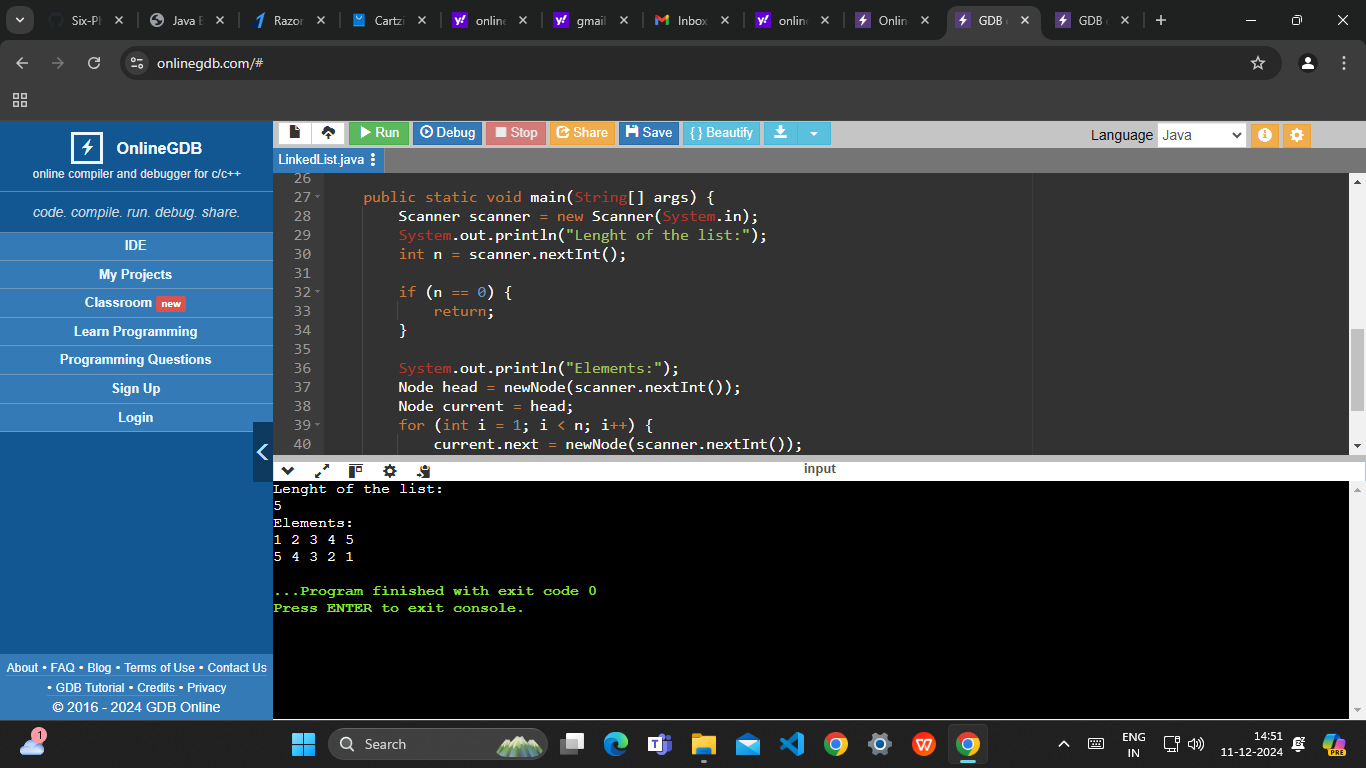 Six-Pl
Java E
Razor
Cartzi
online
gmail
Inbox
online
Onlin
GDB
GDB
onlinegdb.com/#
OnlineGDB
online compiler and debugger for c/c++
code. compile. run. debug. share.
IDE
My Projects
Classroom new
Learn Programming
Programming Questions
Sign Up
Login
About • FAQ • Blog • Terms of Use • Contact Us
• GDB Tutorial • Credits • Privacy
© 2016 - 2024 GDB Online
Run Debug Stop Share Save { } Beautify
Language Java
LinkedList.java
26
27 public static void main(String[] args) {
28 Scanner scanner = new Scanner(System.in);
29 System.out.println("Lenght of the list:");
30 int n = scanner.nextInt();
31
32 if (n == 0) {
33 return;
34 }
35
36 System.out.println("Elements:");
37 Node head = newNode(scanner.nextInt());
38 Node current = head;
39 for (int i = 1; i < n; i++) {
40 current.next = newNode(scanner.nextInt());
input
Lenght of the list:
5
Elements:
1 2 3 4 5
5 4 3 2 1
...Program finished with exit code 0
Press ENTER to exit console.
1
Search
ENG
IN
14:51
11-12-2024
PRE